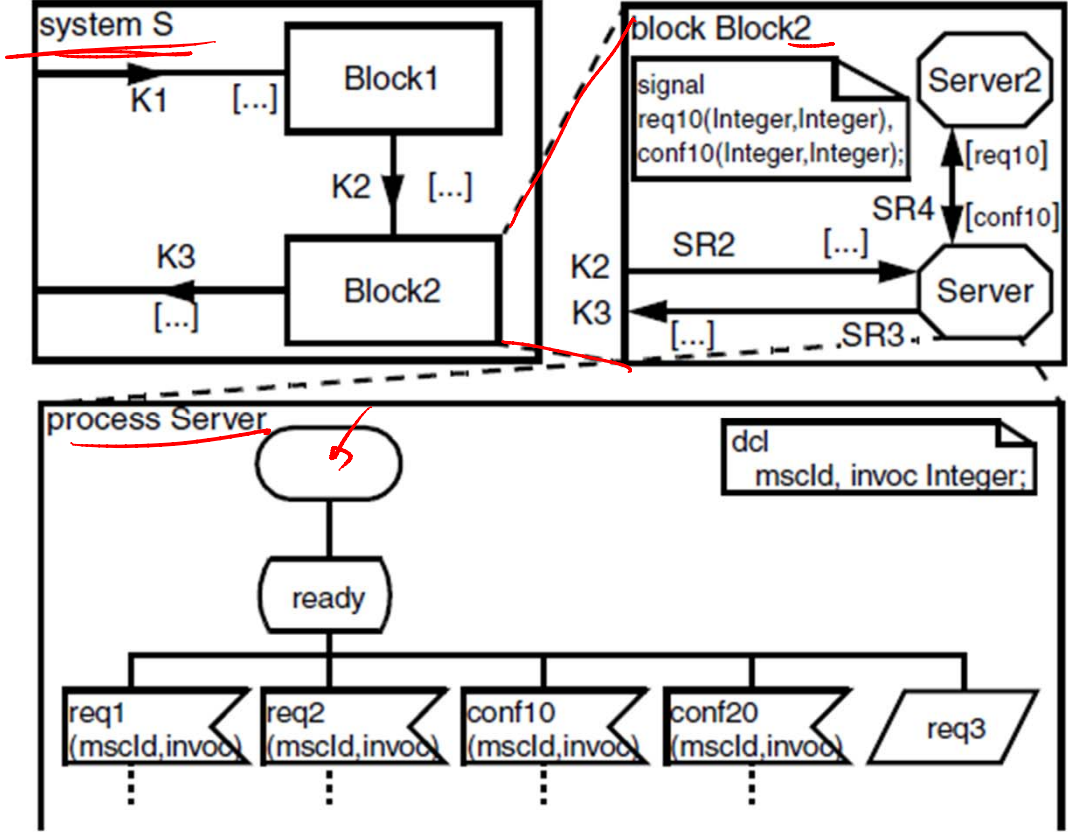 system S
Block1
K1
[...]
K2
[...]
K3
[...]
Block2
block Block2
signal
req10(Integer,Integer),
conf10(Integer,Integer);
Server2
[req10]
SR4
[conf10]
K2
SR2
[...]
Server
K3
[...]
SR3
process Server
dcl
mscId, invoc Integer;
ready
req1
(mscId,invoc)
req2
(mscId,invoc)
conf10
(mscId,invoc)
conf20
(mscId,invoc)
req3